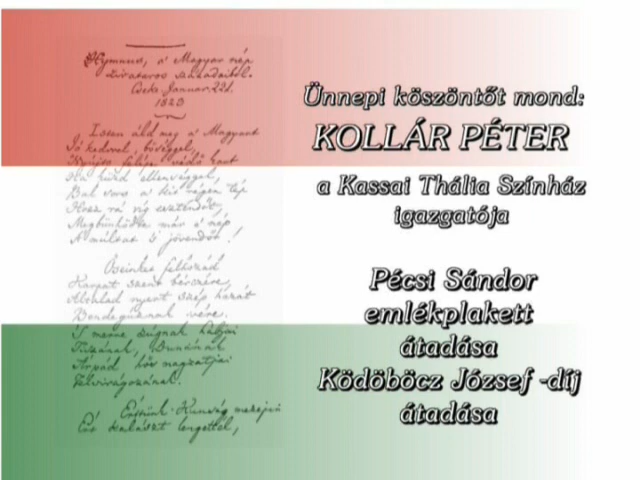 Hymnus, a' Magyar nép
zivataros századaiból.
Cseke Januar. 22d.
1823
Isten áld meg a' Magyart
Jó kedvvel, bőséggel,
Nyújts feléje védő kart
Ha küzd ellenséggel,
Bal sors a' kit régen tép
Hozz rá víg esztendőt,
Megbűnhődte már e' nép
A' múltat 's jövendőt!
Őseinket felhozád
Kárpát szent bérczére,
Általad nyert szép hazát
Bendegúznak vére.
'S merre zúgnak habjai
Tiszának, Dunának
Árpád hős magzatjai
Felvirágozának.
Értünk Kunság mezejein
Ért kalászt lengettél,
Ünnepi köszöntőt mond:
KOLLÁR PÉTER
a Kassai Thália Színház
igazgatója
Pécsi Sándor
emlékplakett
átadása
Ködöböcz József -díj
átadása